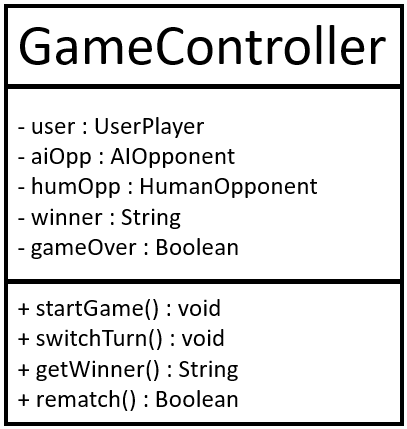 GameController
- user : UserPlayer
- aiOpp : AIOpponent
- humOpp : HumanOpponent
- winner : String
- gameOver : Boolean
+ startGame() : void
+ switchTurn() : void
+ getWinner() : String
+ rematch() : Boolean